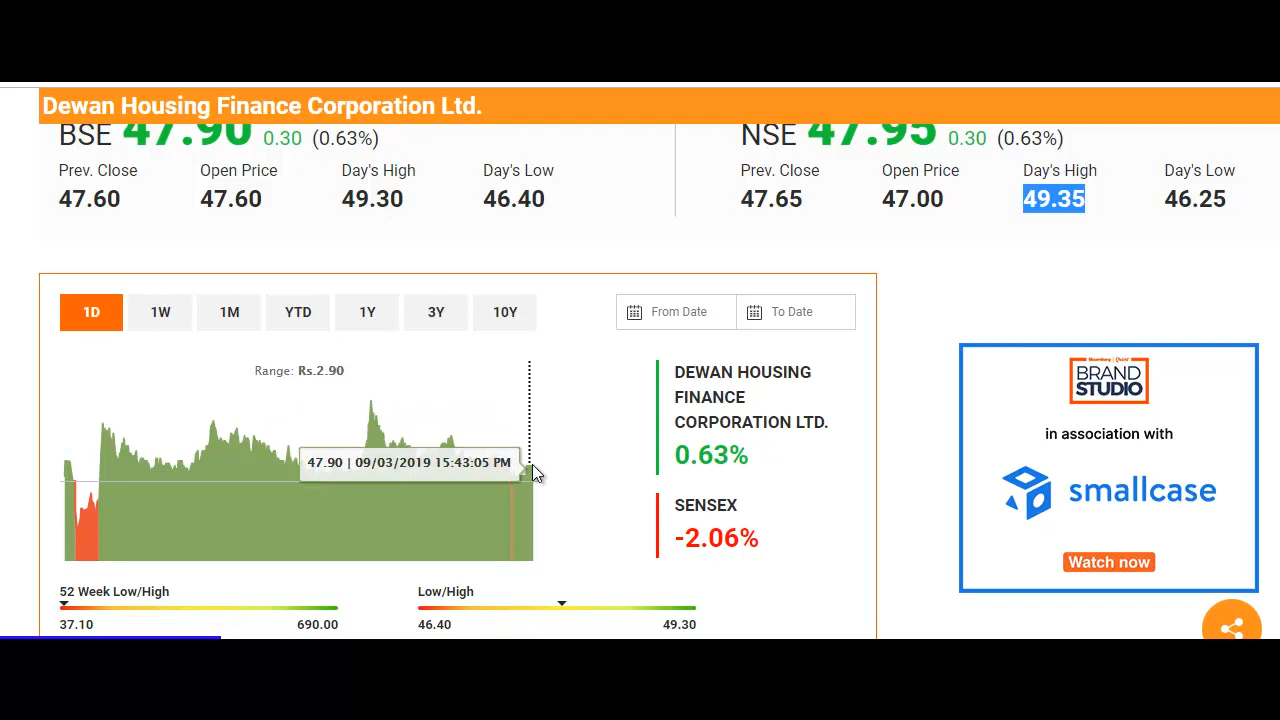 Dewan Housing Finance Corporation Ltd.
BSE 47.90 0.30 (0.63%)
NSE 47.95 0.30 (0.63%)
Prev. Close Open Price Day's High Day's Low
47.60 47.60 49.30 46.40
Prev. Close Open Price Day's High Day's Low
47.65 47.00 49.35 46.25
1D 1W 1M YTD 1Y 3Y 10Y
From Date To Date
Range: Rs.2.90
47.90 | 09/03/2019 15:43:05 PM
DEWAN HOUSING
FINANCE
CORPORATION LTD.
0.63%
SENSEX
-2.06%
52 Week Low/High
37.10 690.00
Low/High
46.40 49.30
Bloomberg | Quint
BRAND
STUDIO
in association with
smallcase
Watch now